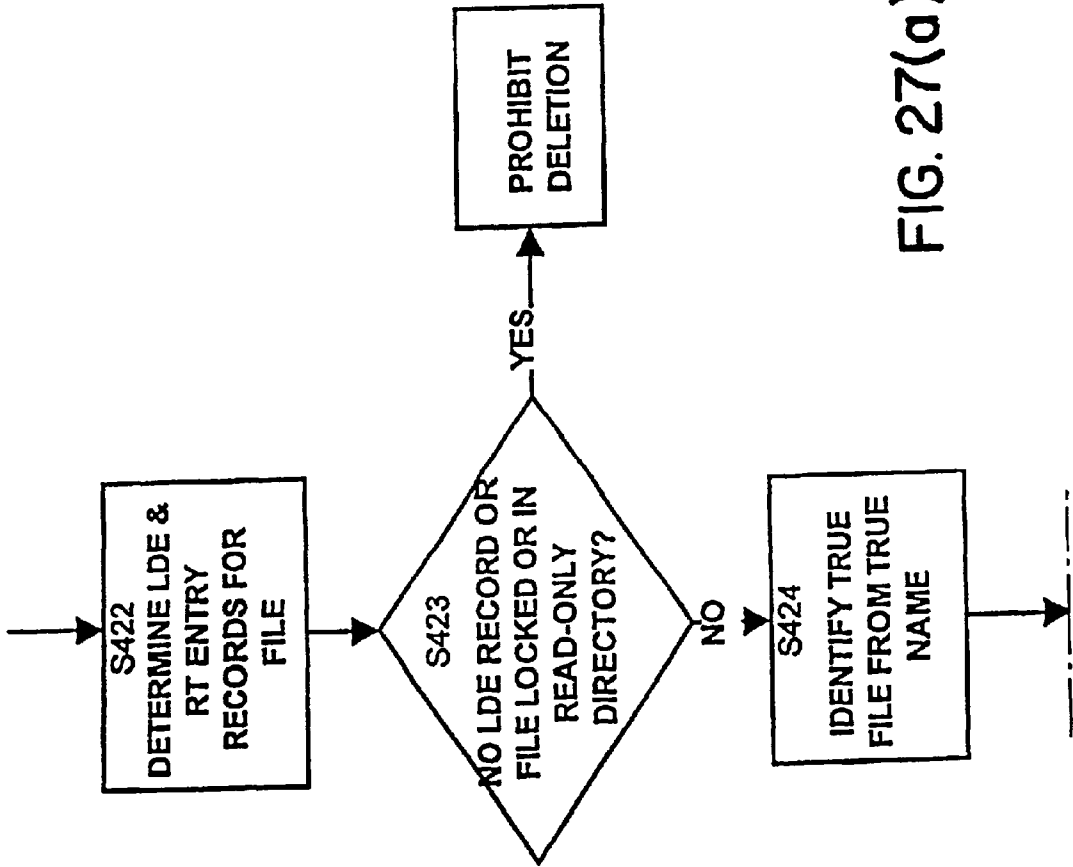 S422
DETERMINE LDE &
RT ENTRY
RECORDS FOR
FILE
S423
NO LDE RECORD OR
FILE LOCKED OR IN
READ-ONLY
DIRECTORY?
YES
PROHIBIT
DELETION
NO
S424
IDENTIFY TRUE
FILE FROM TRUE
NAME
FIG. 27(a)